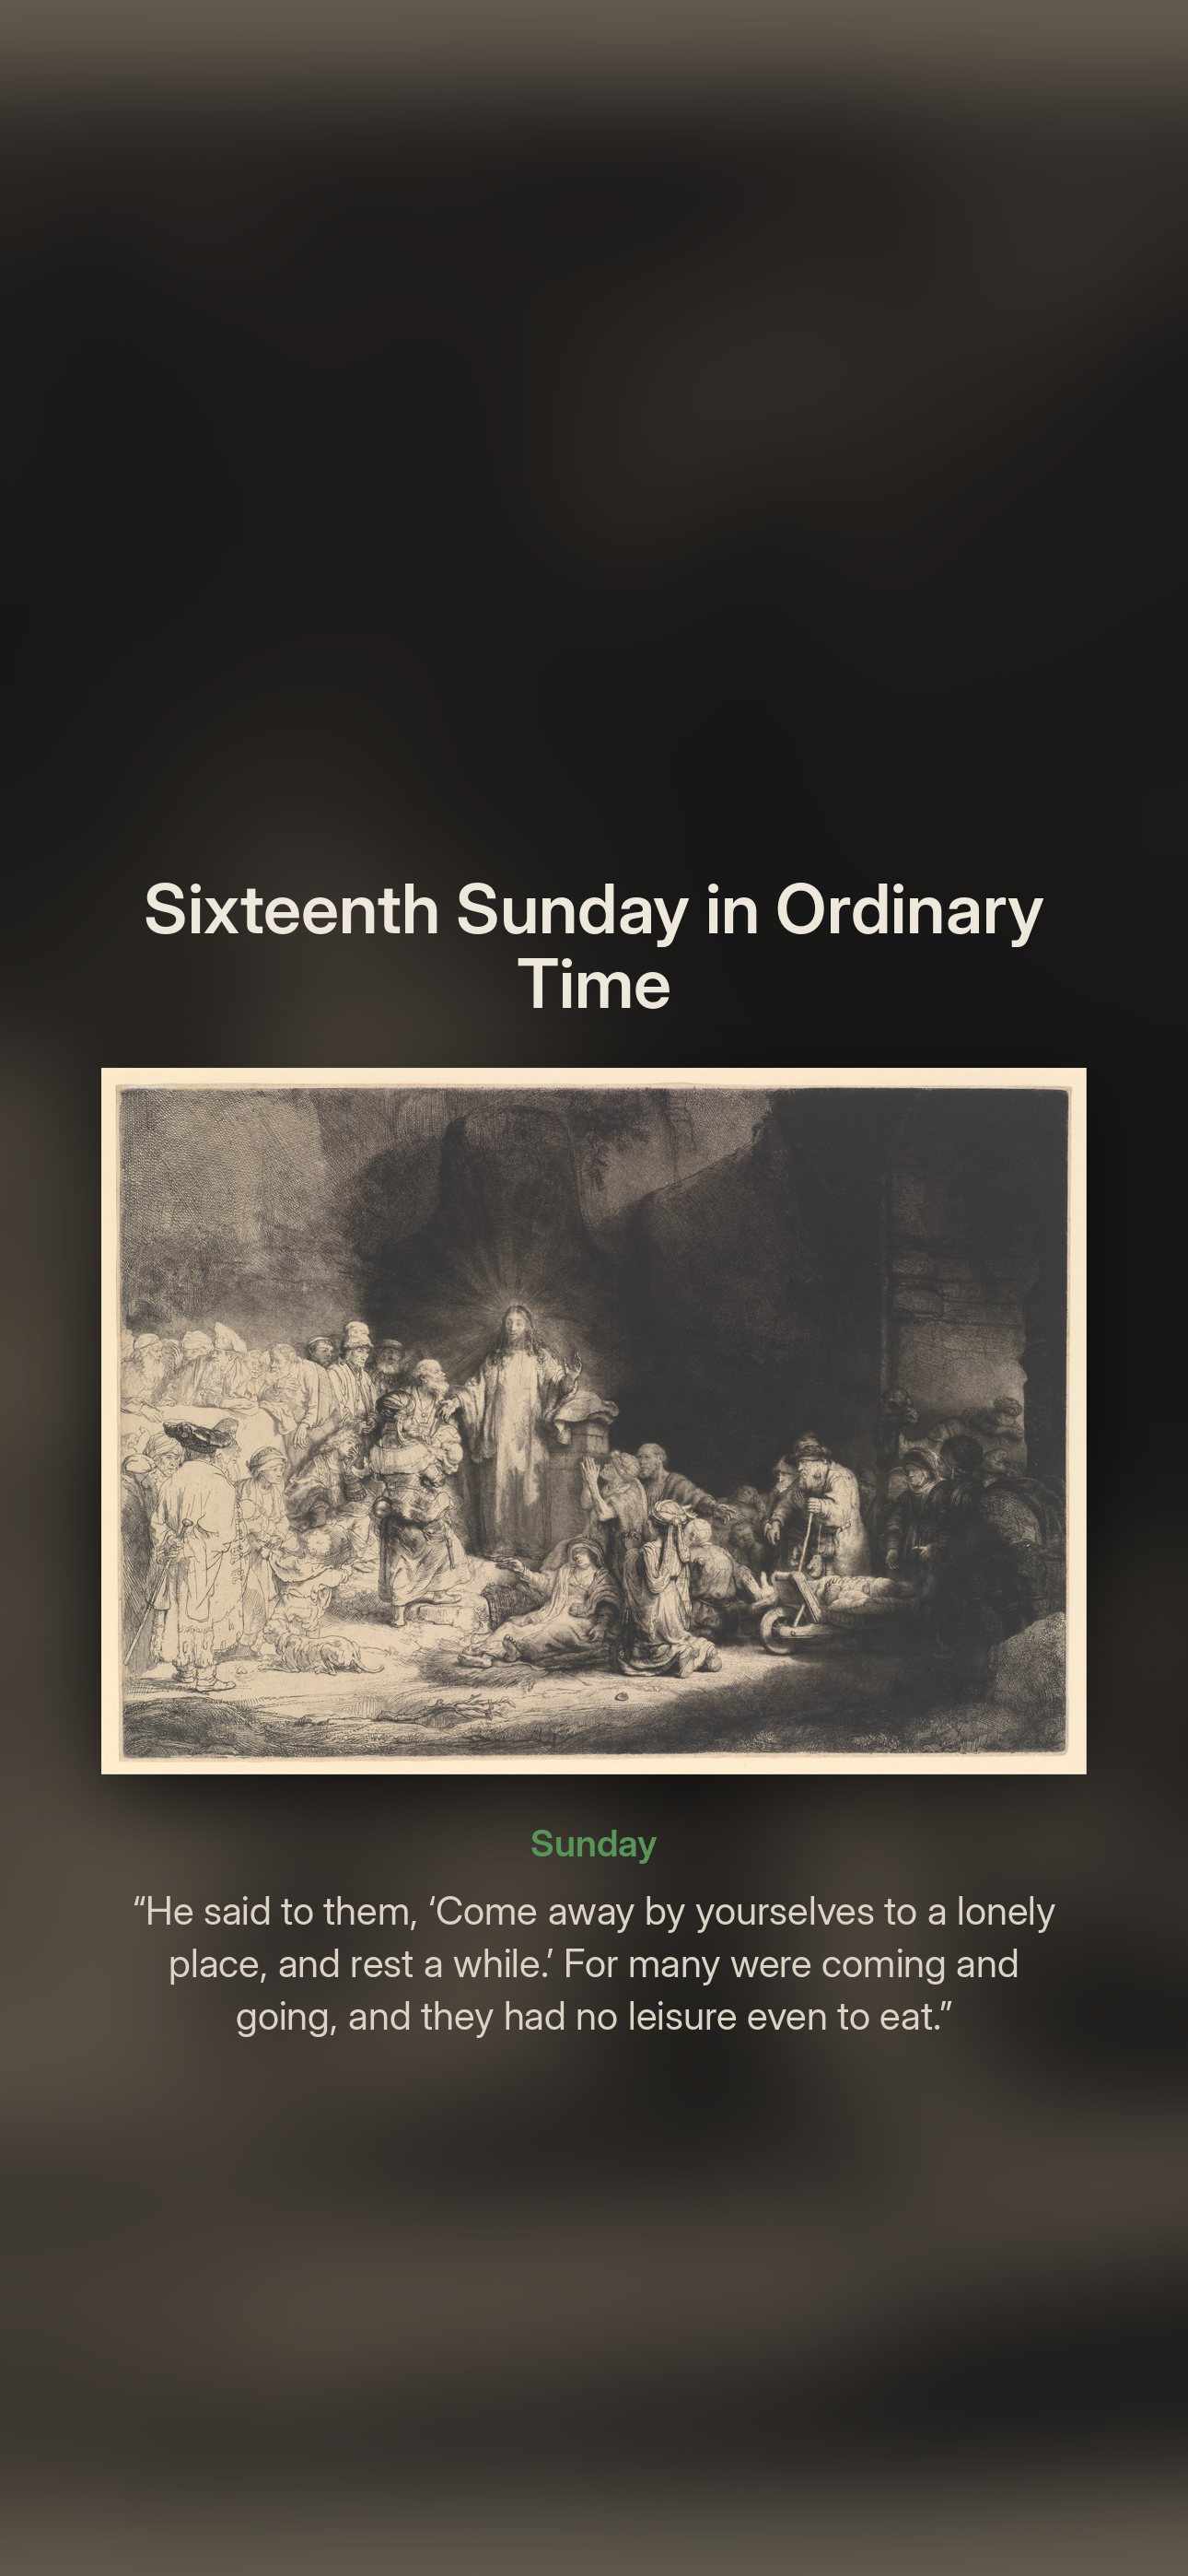 Sixteenth Sunday in Ordinary
Time
Sunday
“He said to them, ‘Come away by yourselves to a lonely
place, and rest a while.’ For many were coming and
going, and they had no leisure even to eat.”